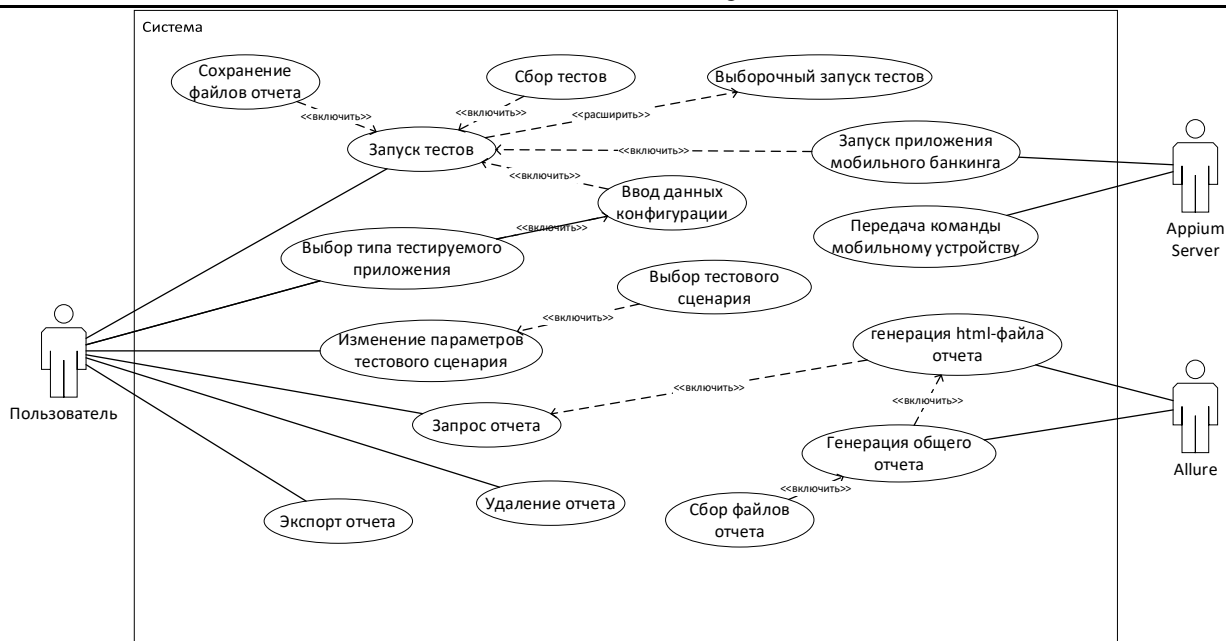 Система
Сохранение
файлов отчета
Сбор тестов
Выборочный запуск тестов
<<включить>>
<<включить>>
<<расширить>>
Запуск тестов
<<включить>>
Запуск приложения
мобильного банкинга
<<включить>>
Ввод данных
конфигурации
<<включить>>
Передача команды
мобильному устройству
Appium
Server
Выбор типа тестируемого
приложения
Выбор тестового
сценария
<<включить>>
Изменение параметров
тестового сценария
генерация html-файла
отчета
<<включить>>
<<включить>>
Пользователь
Запрос отчета
Генерация общего
отчета
Allure
<<включить>>
Удаление отчета
Сбор файлов
отчета
Экспорт отчета